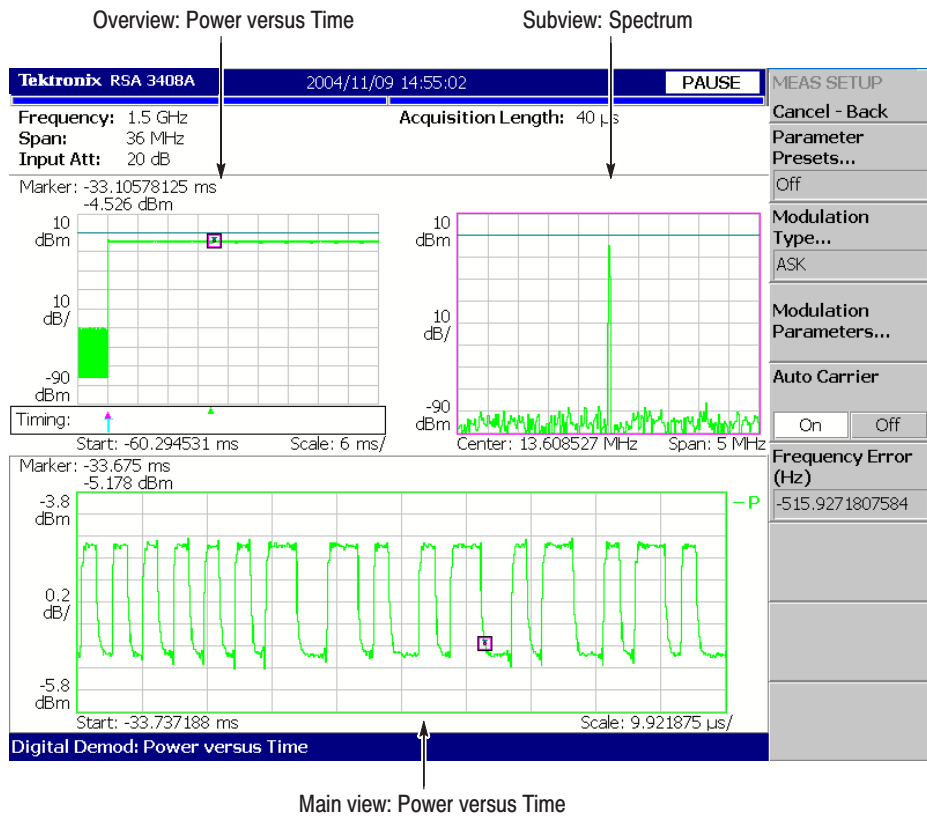 Overview: Power versus Time
Subview: Spectrum
Tektronix RSA 3408A
2004/11/09 14:55:02
PAUSE
Frequency: 1.5 GHz
Acquisition Length: 40 µs
Span: 36 MHz
Input Att: 20 dB
Marker: -33.10578125 ms
-4.526 dBm
10
dBm
10
dB/
-90
dBm
Timing:
Start: -60.294531 ms
Scale: 6 ms/
10
dBm
10
dB/
-90
dBm
Center: 13.608527 MHz
Span: 5 MHz
Marker: -33.675 ms
-5.178 dBm
-3.8
dBm
P
0.2
dB/
-5.8
dBm
Start: -33.737188 ms
Scale: 9.921875 µs/
Digital Demod: Power versus Time
MEAS SETUP
Cancel - Back
Parameter
Presets...
Off
Modulation
Type...
ASK
Modulation
Parameters...
Auto Carrier
On Off
Frequency Error
(Hz)
-515.9271807584
Main view: Power versus Time